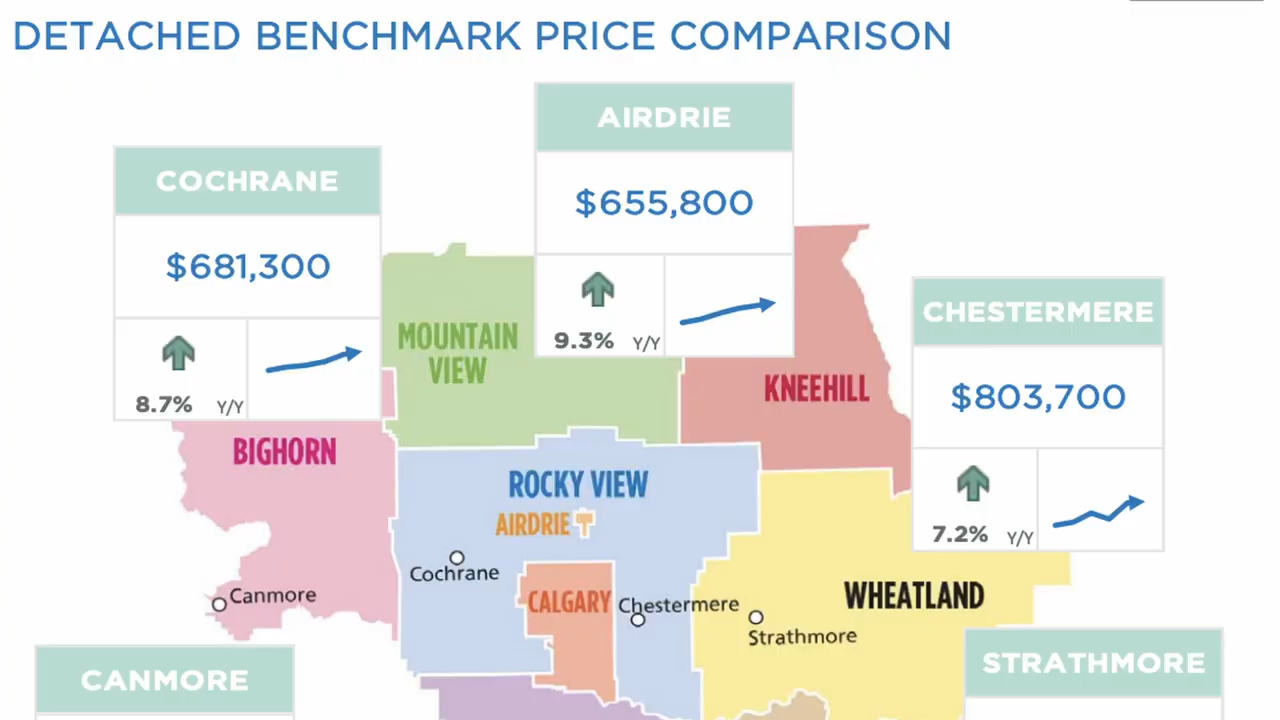 DETACHED BENCHMARK PRICE COMPARISON
AIRDRIE
$655,800
9.3% Y/Y
COCHRANE
$681,300
8.7% Y/Y
CHESTERMERE
$803,700
7.2% Y/Y
MOUNTAIN
VIEW
KNEEHILL
BIGHORN
ROCKY VIEW
AIRDRIE
Cochrane
Canmore
CALGARY
Chestermere
WHEATLAND
Strathmore
CANMORE
STRATHMORE